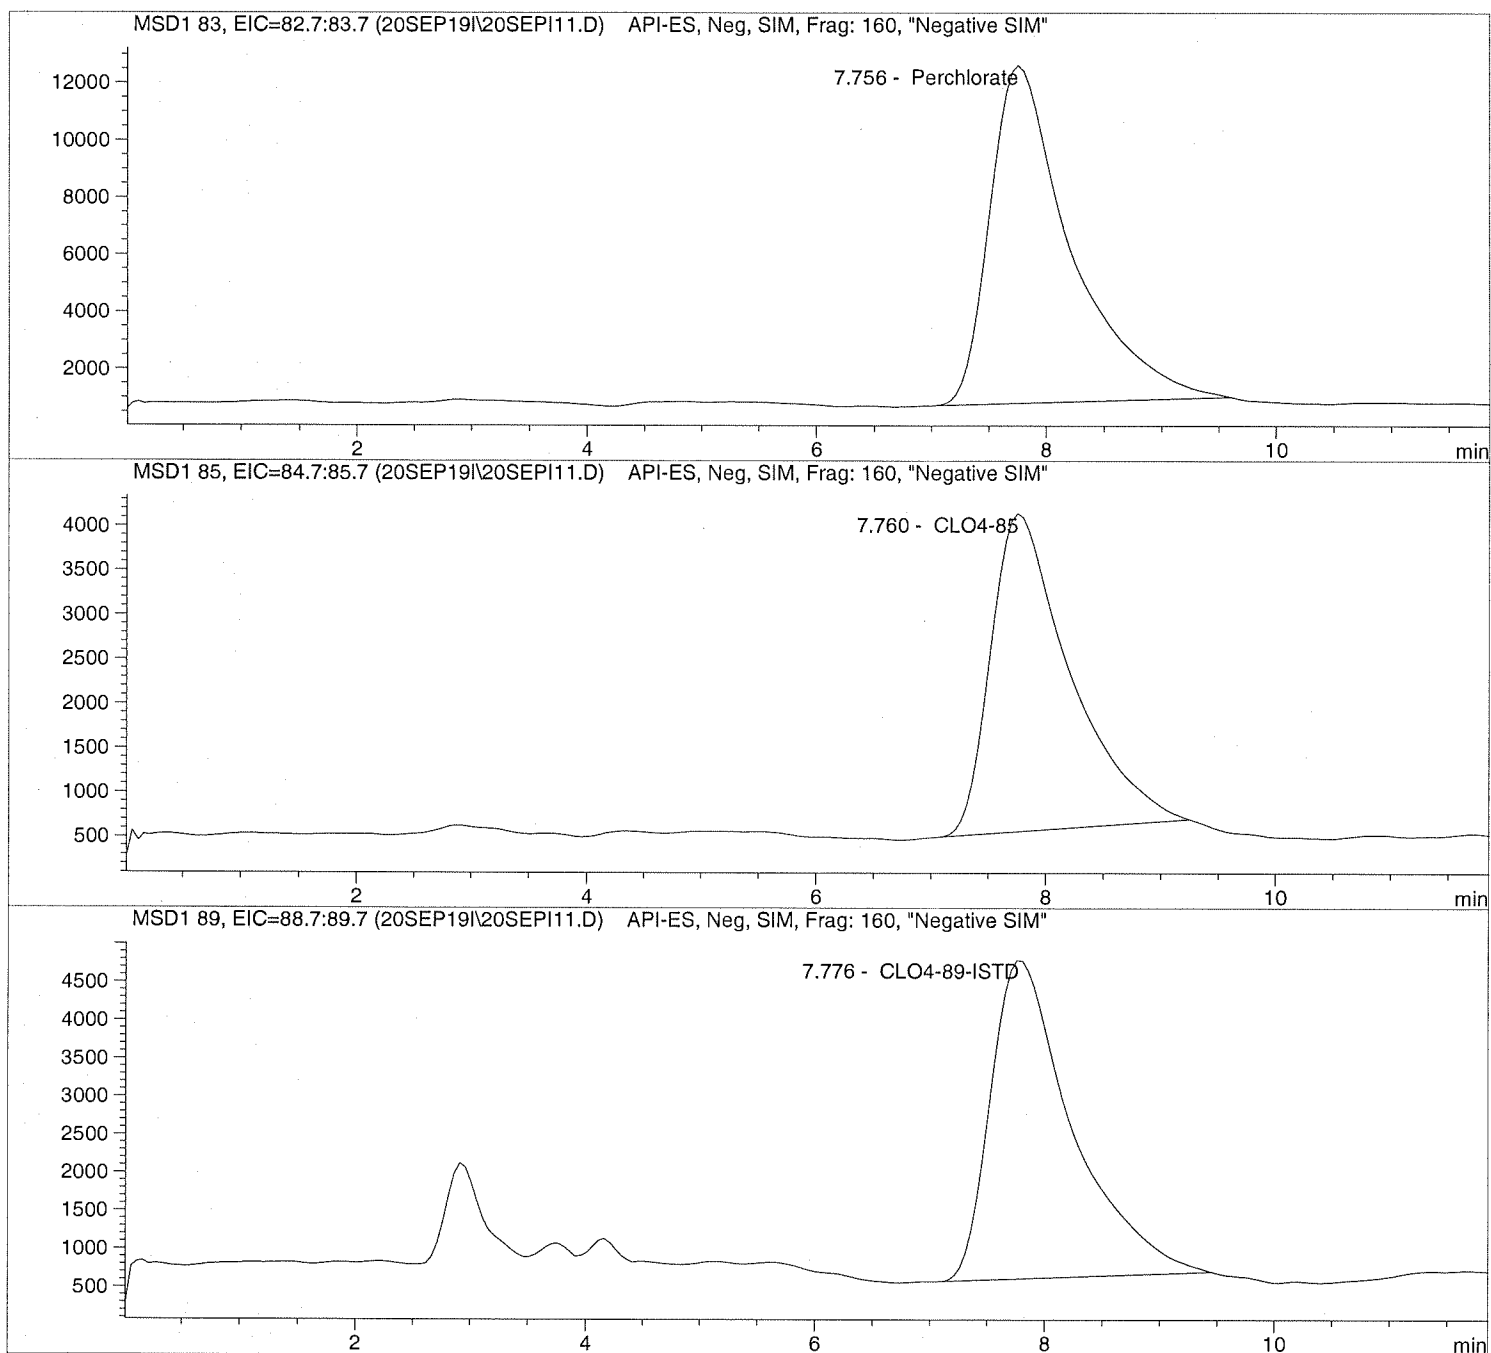 MSD1 83, EIC=82.7:83.7 (20SEP19I\20SEPI11.D) API-ES, Neg, SIM, Frag: 160, "Negative SIM"
7.756 - Perchlorate
12000
10000
8000
6000
4000
2000
2 4 6 8 10 min
MSD1 85, EIC=84.7:85.7 (20SEP19I\20SEPI11.D) API-ES, Neg, SIM, Frag: 160, "Negative SIM"
7.760 - CLO4-85
4000
3500
3000
2500
2000
1500
1000
500
2 4 6 8 10 min
MSD1 89, EIC=88.7:89.7 (20SEP19I\20SEPI11.D) API-ES, Neg, SIM, Frag: 160, "Negative SIM"
7.776 - CLO4-89-ISTD
4500
4000
3500
3000
2500
2000
1500
1000
500
2 4 6 8 10 min